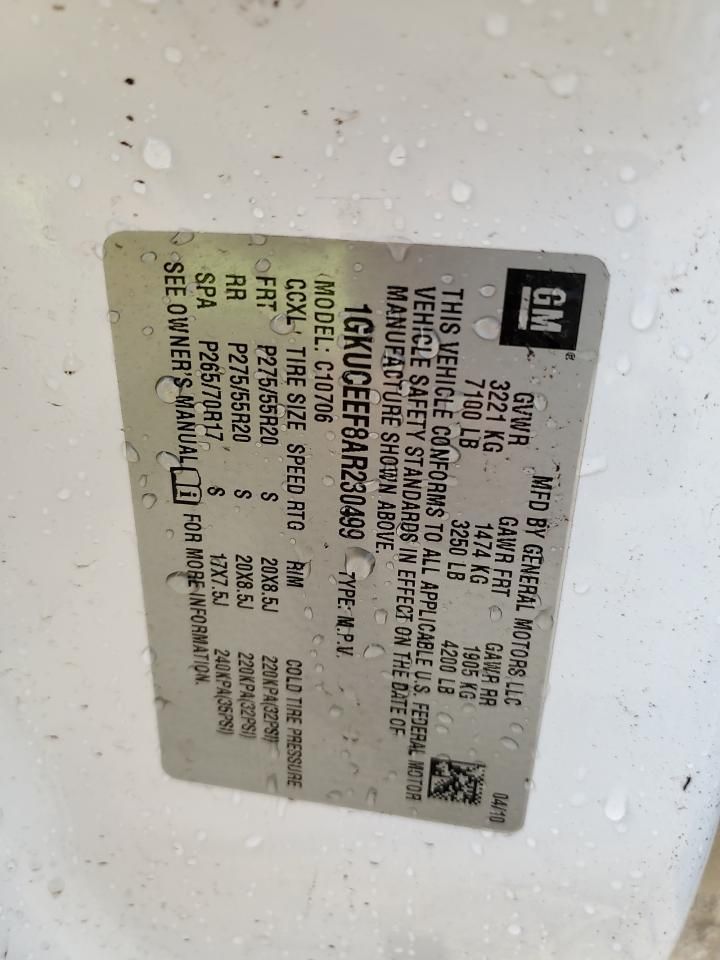 GM®
MFD BY GENERAL MOTORS LLC 04/10
GVWR GAWR FRT GAWR RR
3221 KG 1474 KG 1905 KG
7100 LB 3250 LB 4200 LB
THIS VEHICLE CONFORMS TO ALL APPLICABLE U.S. FEDERAL MOTOR
VEHICLE SAFETY STANDARDS IN EFFECT ON THE DATE OF
MANUFACTURE SHOWN ABOVE.
1GKUCEEF8AR230499 TYPE: M.P.V.
MODEL: C10706
CCXL TIRE SIZE SPEED RTG RIM COLD TIRE PRESSURE
FRT P275/55R20 S 20X8.5J 220KPA(32PSI)
RR P275/55R20 S 20X8.5J 220KPA(32PSI)
SPA P265/70R17 S 17X7.5J 240KPA(35PSI)
SEE OWNER'S MANUAL i FOR MORE INFORMATION.